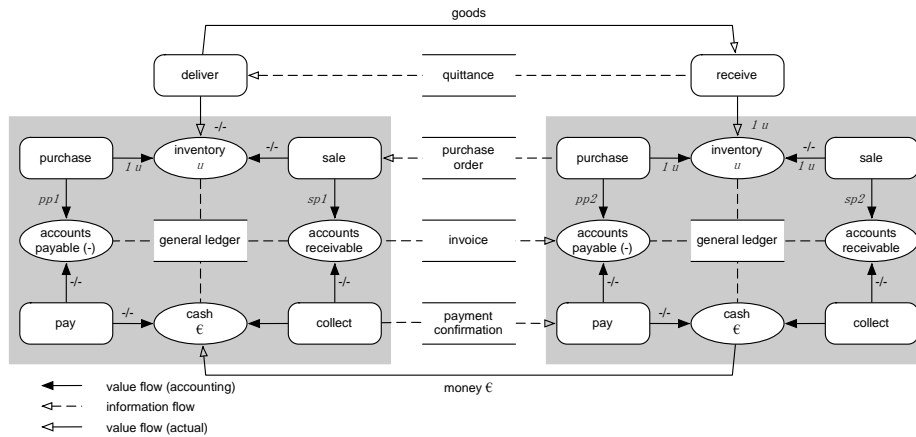 goods
deliver
quittance
receive
-/-
1 u
purchase
inventory
u
-/-
sale
purchase
order
purchase
inventory
u
-/-
sale
1 u
1 u
1 u
pp1
sp1
pp2
sp2
accounts
payable (-)
general ledger
accounts
receivable
invoice
accounts
payable (-)
general ledger
accounts
receivable
-/-
-/-
-/-
-/-
pay
-/-
cash
€
collect
payment
confirmation
pay
-/-
cash
€
collect
money €
value flow (accounting)
information flow
value flow (actual)